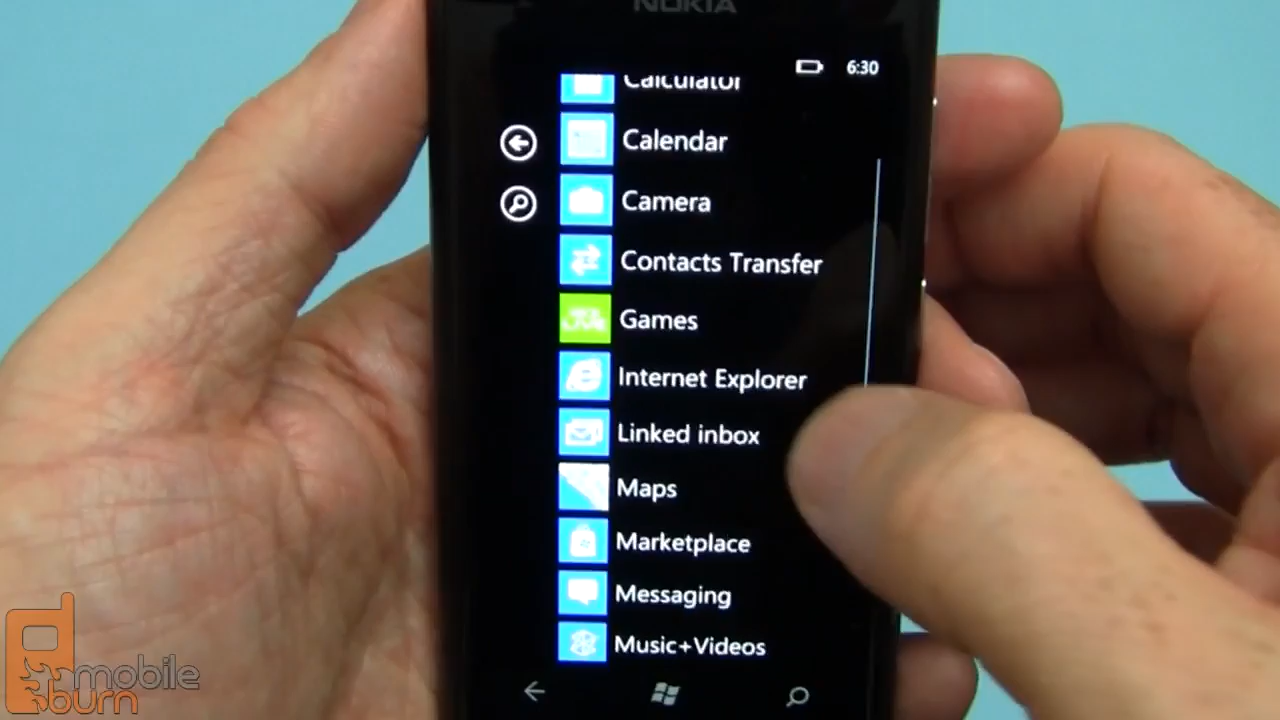 NOKIA
6:30
Calculator
Calendar
Camera
Contacts Transfer
Games
Internet Explorer
Linked inbox
Maps
Marketplace
Messaging
Music+Videos
mobile
burn